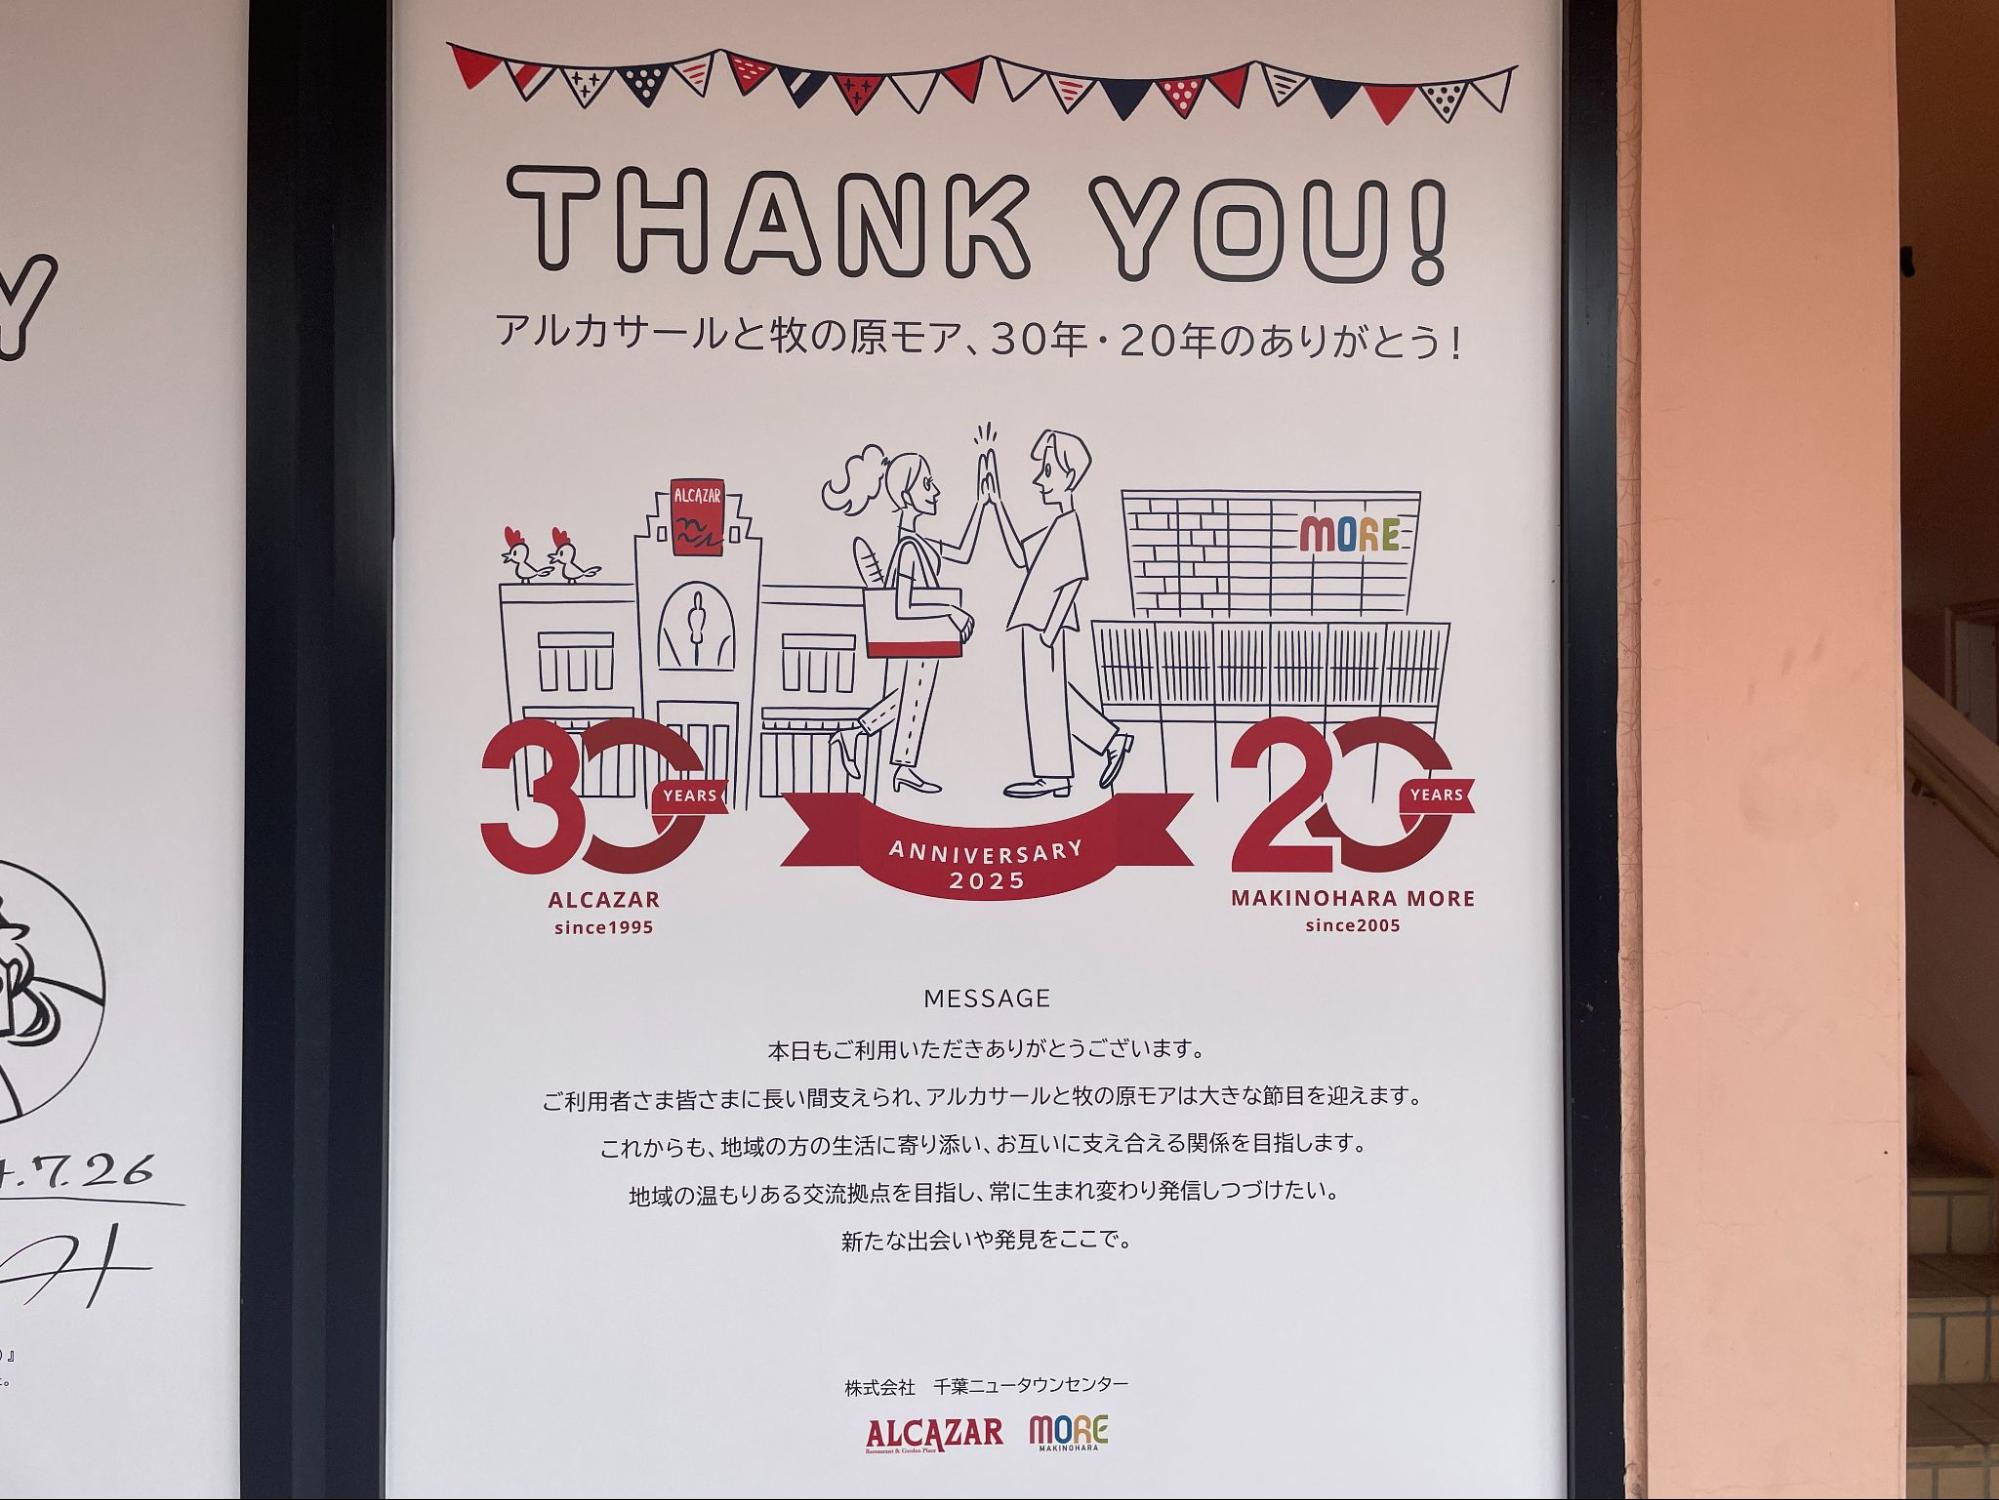 THANK YOU!
アルカサールと牧の原モア、30年・20年のありがとう!
ALCAZAR
MORE
30 YEARS
20 YEARS
ANNIVERSARY
2025
ALCAZAR
since1995
MAKINOHARA MORE
since2005
MESSAGE
本日もご利用いただきありがとうございます。
ご利用者さま皆さまに長い間支えられ、アルカサールと牧の原モアは大きな節目を迎えます。
これからも、地域の方の生活に寄り添い、お互いに支え合える関係を目指します。
地域の温もりある交流拠点を目指し、常に生まれ変わり発信しつづけたい。
新たな出会いや発見をここで。
株式会社 千葉ニュータウンセンター
ALCAZAR
Restaurant & Garden Place
MORE
MAKINOHARA
Y
.7.26
』
。